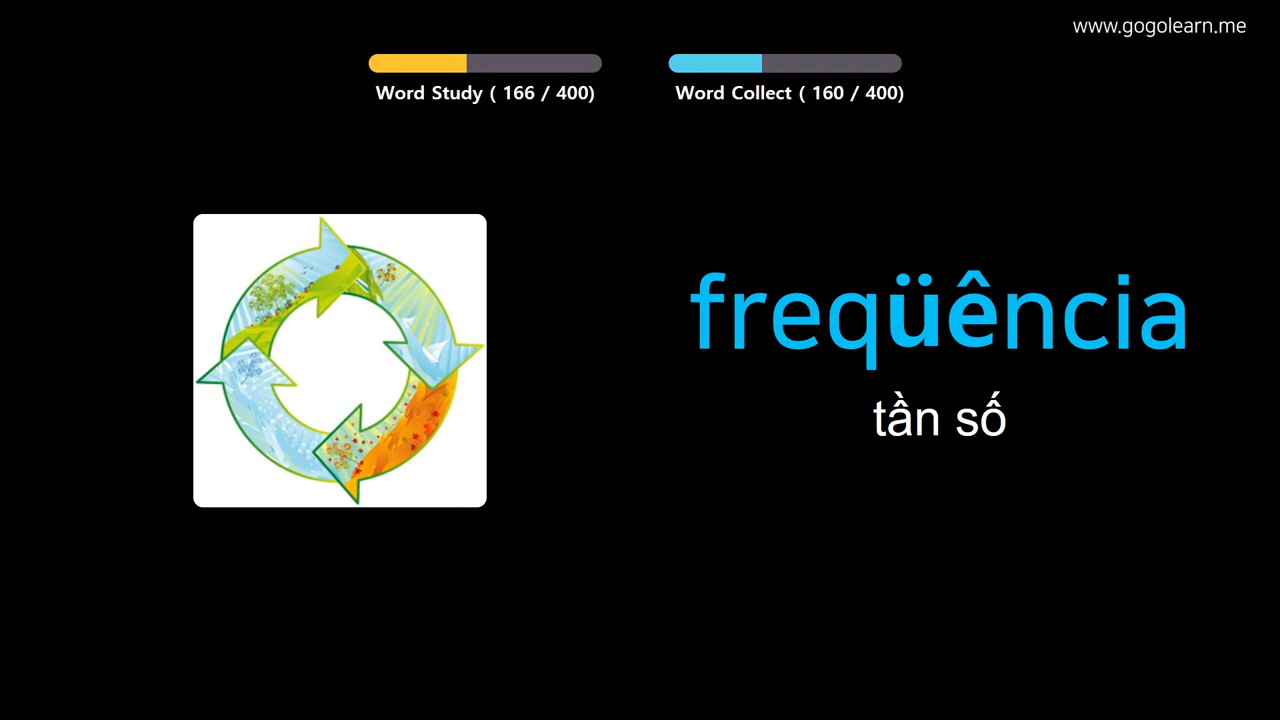 www.gogolearn.me
Word Study ( 166 / 400)
Word Collect ( 160 / 400)
freqüência
tần số